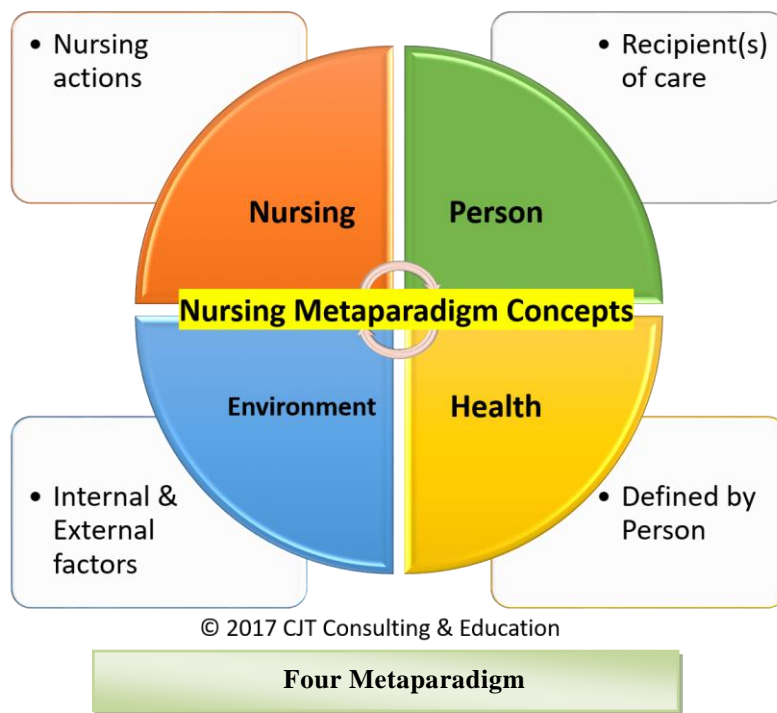 • Nursing
actions
• Recipient(s)
of care
Nursing
Person
Nursing Metaparadigm Concepts
Environment
Health
• Internal &
External
factors
• Defined by
Person
© 2017 CJT Consulting & Education
Four Metaparadigm